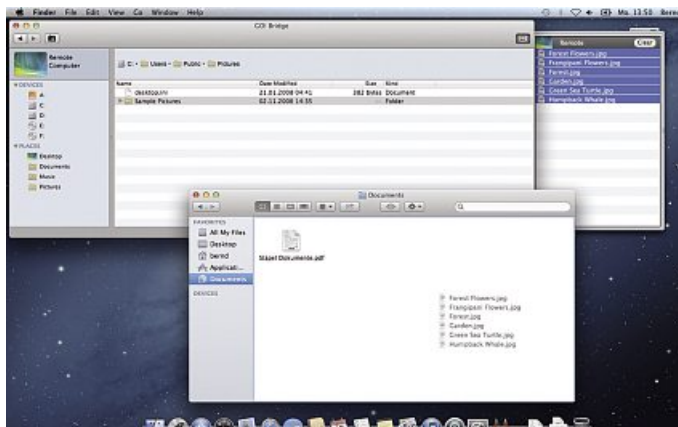 Finder File Edit View Go Window Help
Ma. 13:50
GDI Bridge
Remote
Computer
C: Users Public Pictures
DEVICES
A
C
D
E
F:
PLACES
Desktop
Documents
Music
Pictures
Name Date Modified Size Kind
desktop.ini 21.01.2008 04:41 382 bytes Document
Sample Pictures 02.11.2006 14:35 Folder
Remote Clear
Forest Flowers.jpg
Frangipani Flowers.jpg
Forest.jpg
Garden.jpg
Green Sea Turtle.jpg
Humpback Whale.jpg
Documents
FAVORITES
All My Files
Desktop
bernd
Applicati...
Documents
DEVICES
Stapel Dokumente.pdf
Forest Flowers.jpg
Frangipani Flowers.jpg
Forest.jpg
Garden.jpg
Green Sea Turtle.jpg
Humpback Whale.jpg